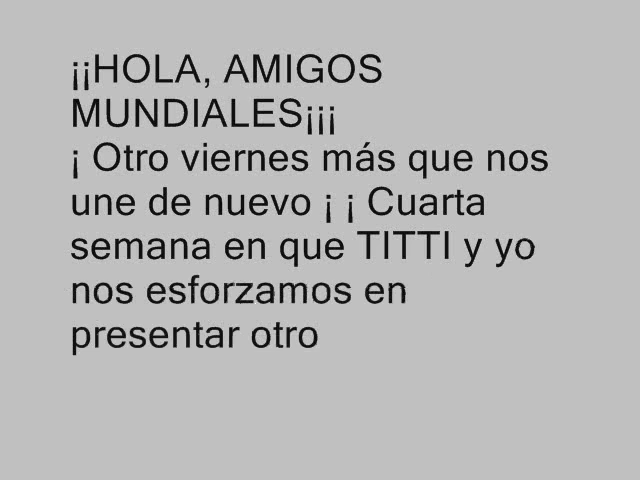 ¡¡HOLA, AMIGOS
MUNDIALES¡¡¡
¡ Otro viernes más que nos
une de nuevo ¡ ¡ Cuarta
semana en que TITTI y yo
nos esforzamos en
presentar otro